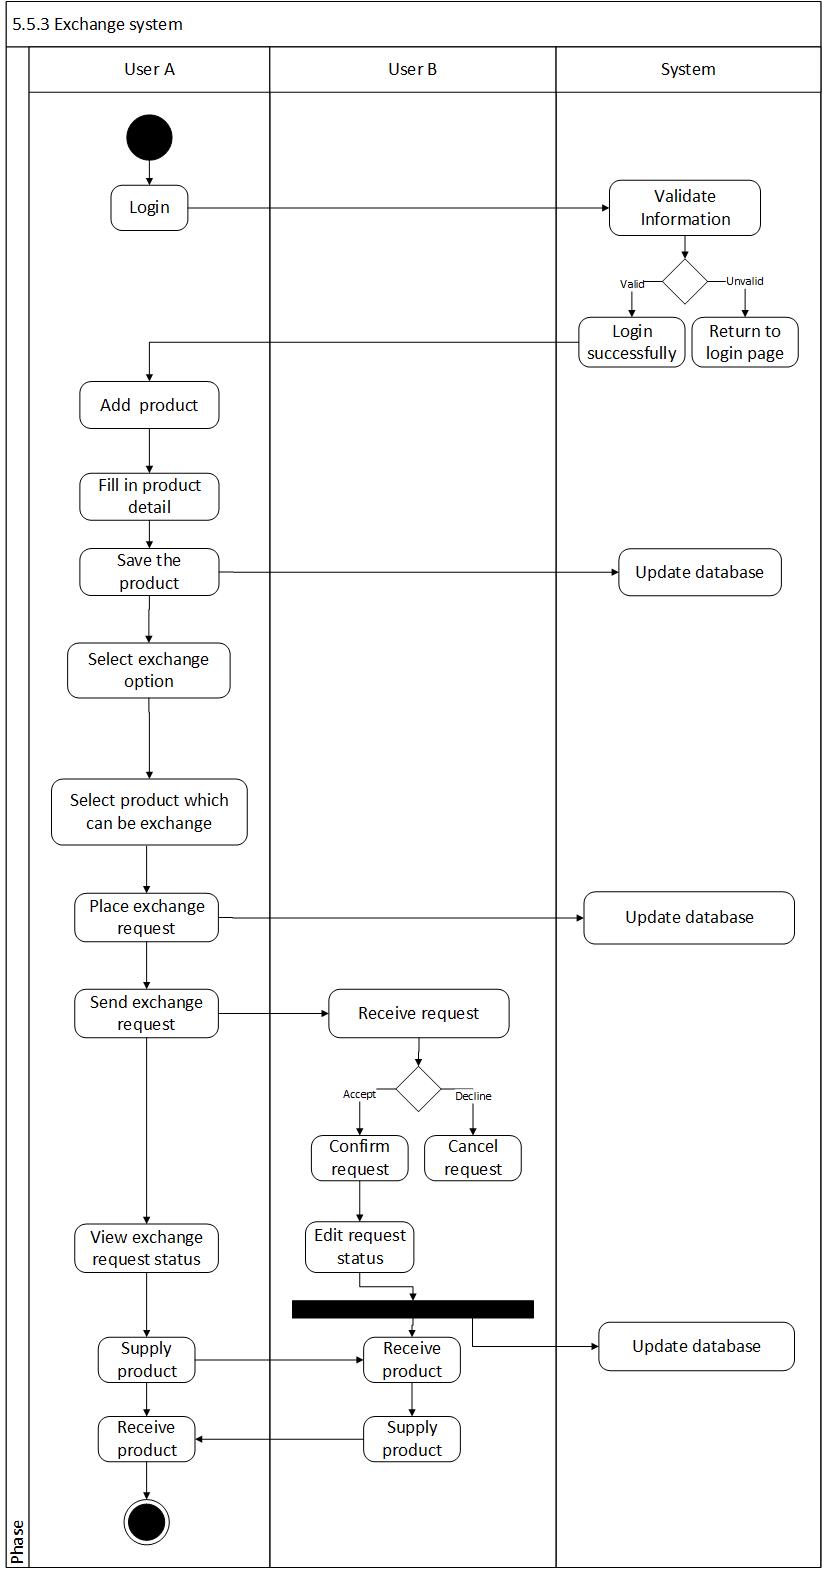 5.5.3 Exchange system
User A
User B
System
Login
Validate
Information
Valid
Unvalid
Login
successfully
Return to
login page
Add product
Fill in product
detail
Save the
product
Update database
Select exchange
option
Select product which
can be exchange
Place exchange
request
Update database
Send exchange
request
Receive request
Accept
Decline
Confirm
request
Cancel
request
View exchange
request status
Edit request
status
Supply
product
Receive
product
Update database
Receive
product
Supply
product
Phase